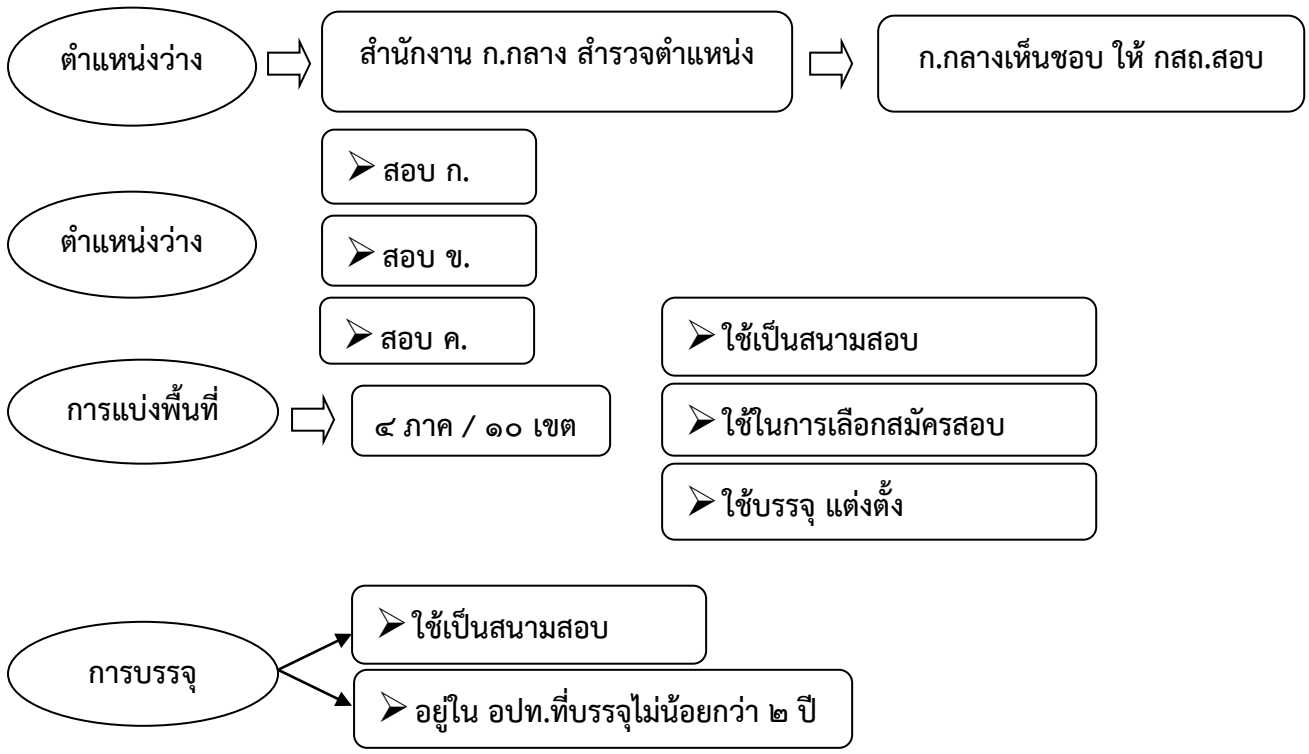 ตำแหน่งว่าง
สำนักงาน ก.กลาง สำรวจตำแหน่ง
ก.กลางเห็นชอบ ให้ กสถ.สอบ
ตำแหน่งว่าง
สอบ ก.
สอบ ข.
สอบ ค.
การแบ่งพื้นที่
๔ ภาค / ๑๐ เขต
ใช้เป็นสนามสอบ
ใช้ในการเลือกสมัครสอบ
ใช้บรรจุ แต่งตั้ง
การบรรจุ
ใช้เป็นสนามสอบ
อยู่ใน อปท.ที่บรรจุไม่น้อยกว่า ๒ ปี